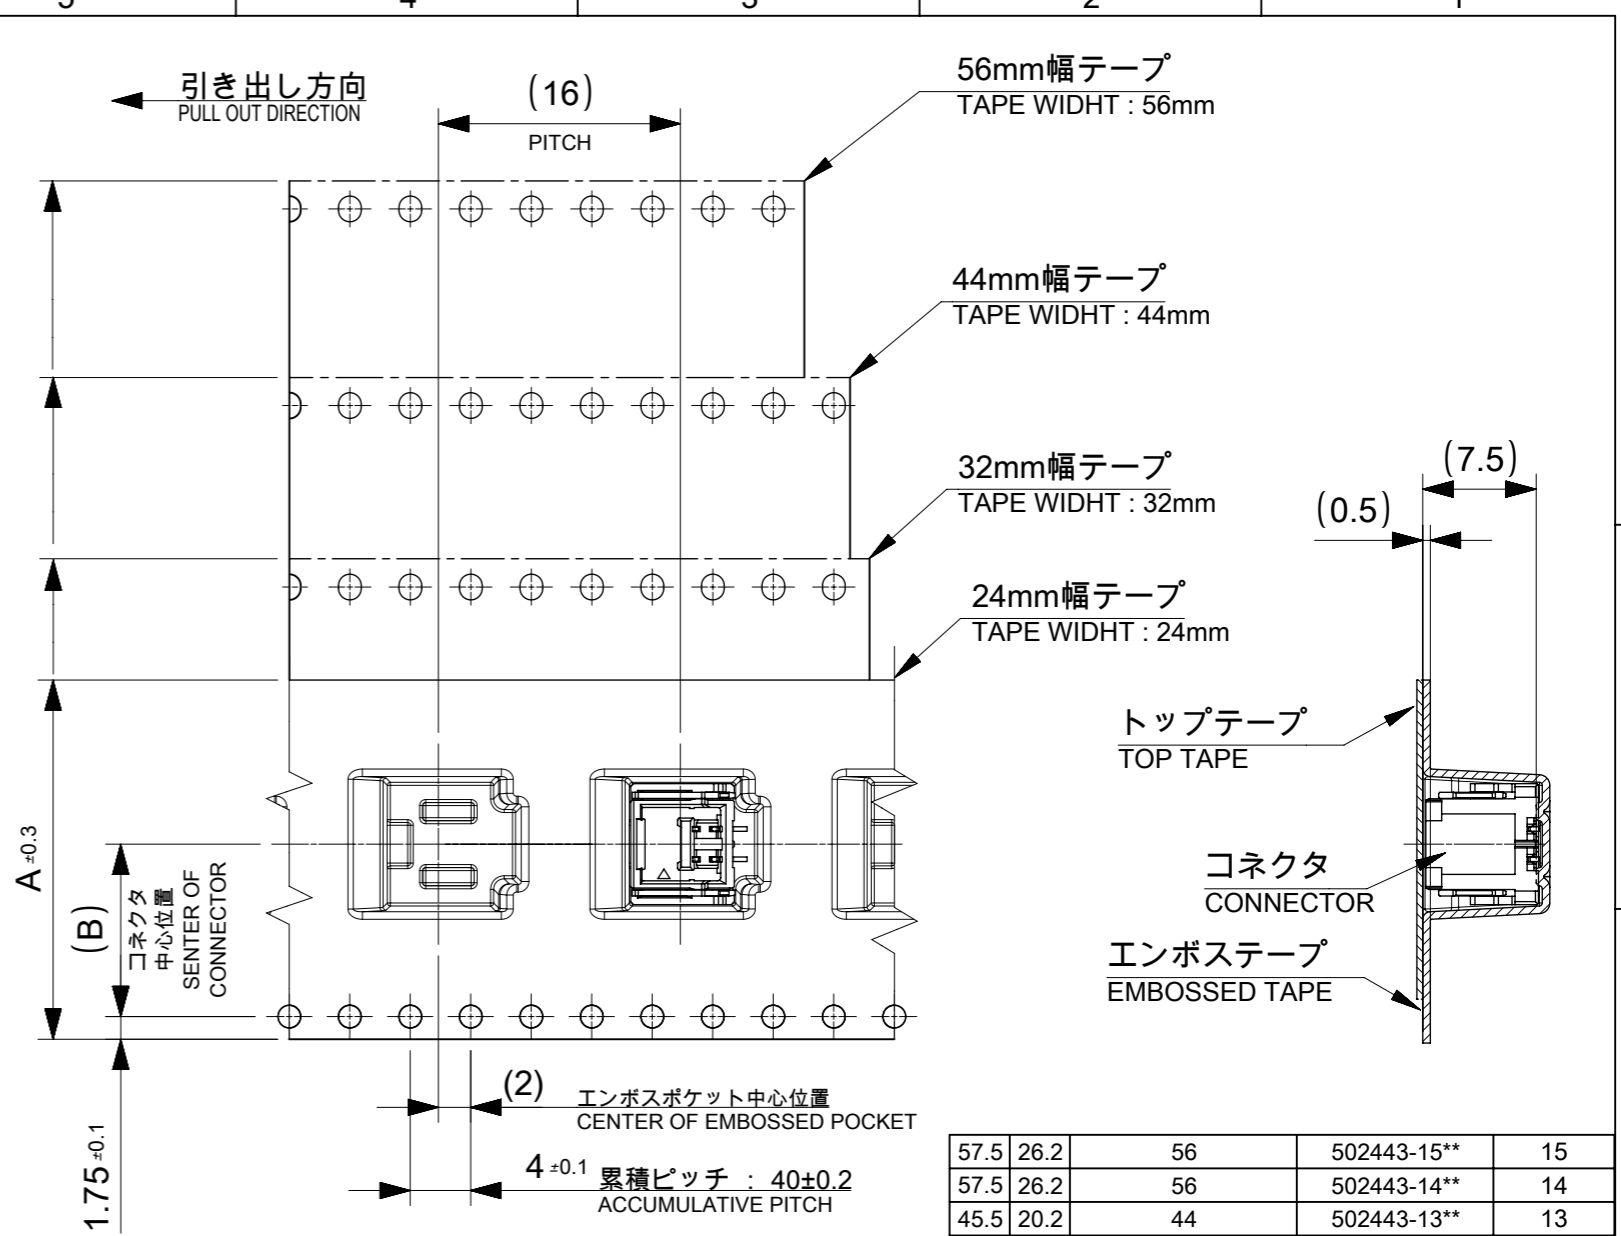 引き出し方向
PULL OUT DIRECTION
(16)
PITCH
56mm幅テープ
TAPE WIDHT : 56mm
44mm幅テープ
TAPE WIDHT : 44mm
32mm幅テープ
TAPE WIDHT : 32mm
24mm幅テープ
TAPE WIDHT : 24mm
(7.5)
(0.5)
トップテープ
TOP TAPE
コネクタ
CONNECTOR
エンボステープ
EMBOSSED TAPE
A ±0.3
(B)
コネクタ
中心位置
SENTER OF
CONNECTOR
1.75 ±0.1
(2)
エンボスポケット中心位置
CENTER OF EMBOSSED POCKET
4 ±0.1
累積ピッチ : 40±0.2
ACCUMULATIVE PITCH
57.5 26.2 56 502443-15** 15
57.5 26.2 56 502443-14** 14
45.5 20.2 44 502443-13** 13